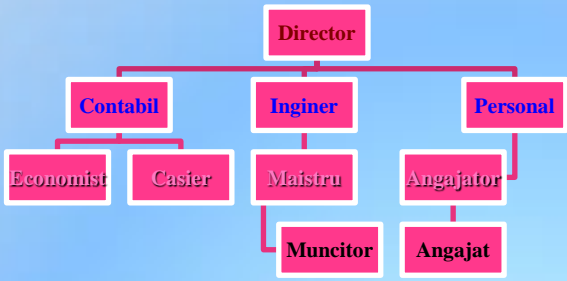 Director
Contabil
Inginer
Personal
Economist
Casier
Maistru
Angajator
Muncitor
Angajat